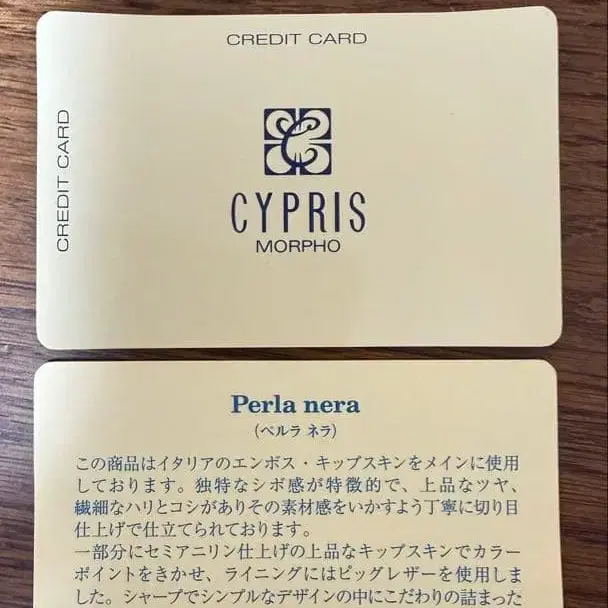 CREDIT CARD
CREDIT CARD
CYPRIS
MORPHO
Perla nera
(ペルラ ネラ)
この商品はイタリアのエンボス・キップスキンをメインに使用
しております。独特なシボ感が特徴的で、上品なツヤ、
繊細なハリとコシがありその素材感をいかすよう丁寧に切り目
仕上げで仕立てられております。
一部分にセミアニリン仕上げの上品なキップスキンでカラー
ポイントをきかせ、ライニングにはピッグレザーを使用しま
した。シャープでシンプルなデザインの中にこだわりの詰まった